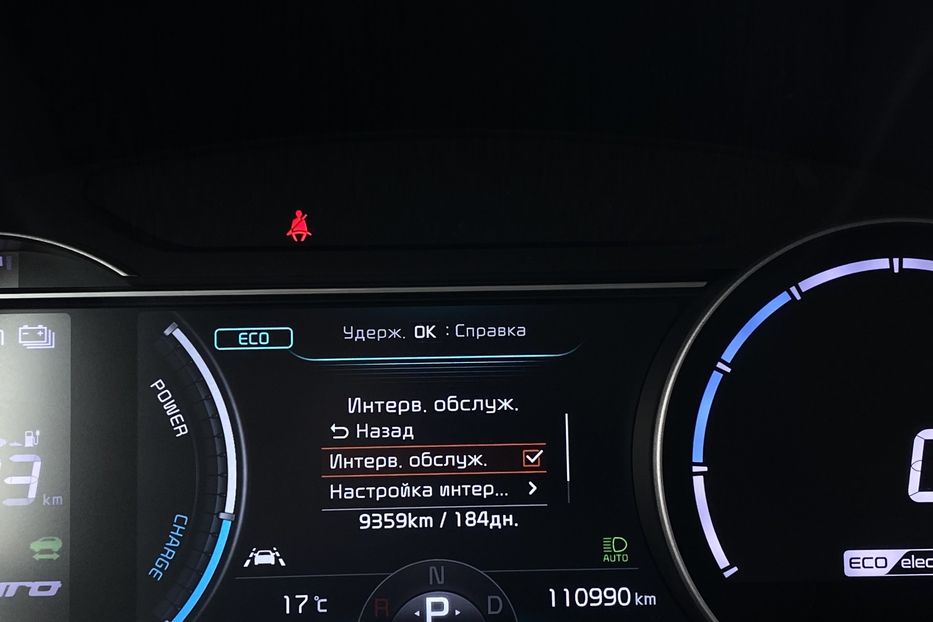 ECO
Удерж. OK : Справка
POWER
Интерв. обслуж.
Назад
Интерв. обслуж.
Настройка интер...
9359km / 184дн.
km
CHARGE
AUTO
ECO
N
R P D
17°c
110990 km